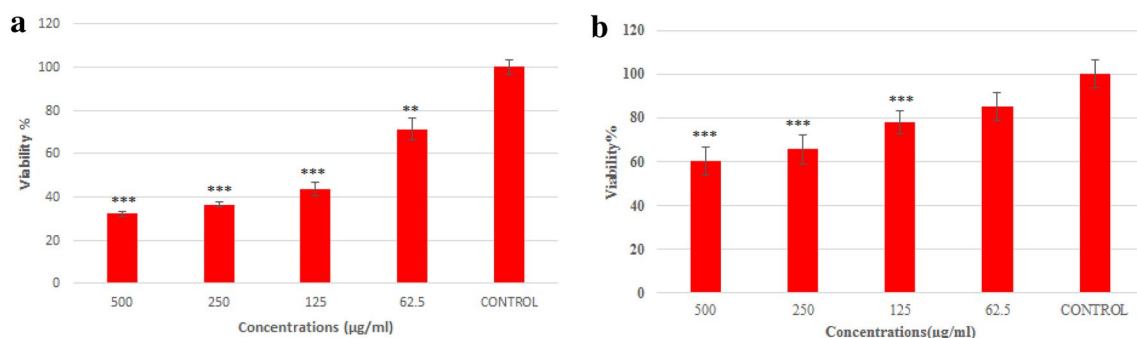 a
120
100
80
60
40
20
0
Viability %
***
***
***
**
500 250 125 62.5 CONTROL
Concentrations (µg/ml)
b
120
100
80
60
40
20
0
Viability%
***
***
***
500 250 125 62.5 CONTROL
Concentrations(µg/ml)